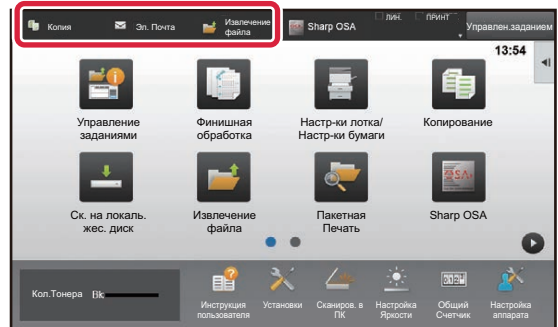 Копия Эл. Почта Извлечение файла Sharp OSA ЛИН. ПРИНТ Управлен.заданием
13:54
Управление заданиями
Финишная обработка
Настр-ки лотка/ Настр-ки бумаги
Копирование
Ск. на локаль. жес. диск
Извлечение файла
Пакетная Печать
Sharp OSA
Кол.Тонера Bk
Инструкция пользователя
Установки
Сканиров. в ПК
Настройка Яркости
Общий Счетчик
Настройка аппарата